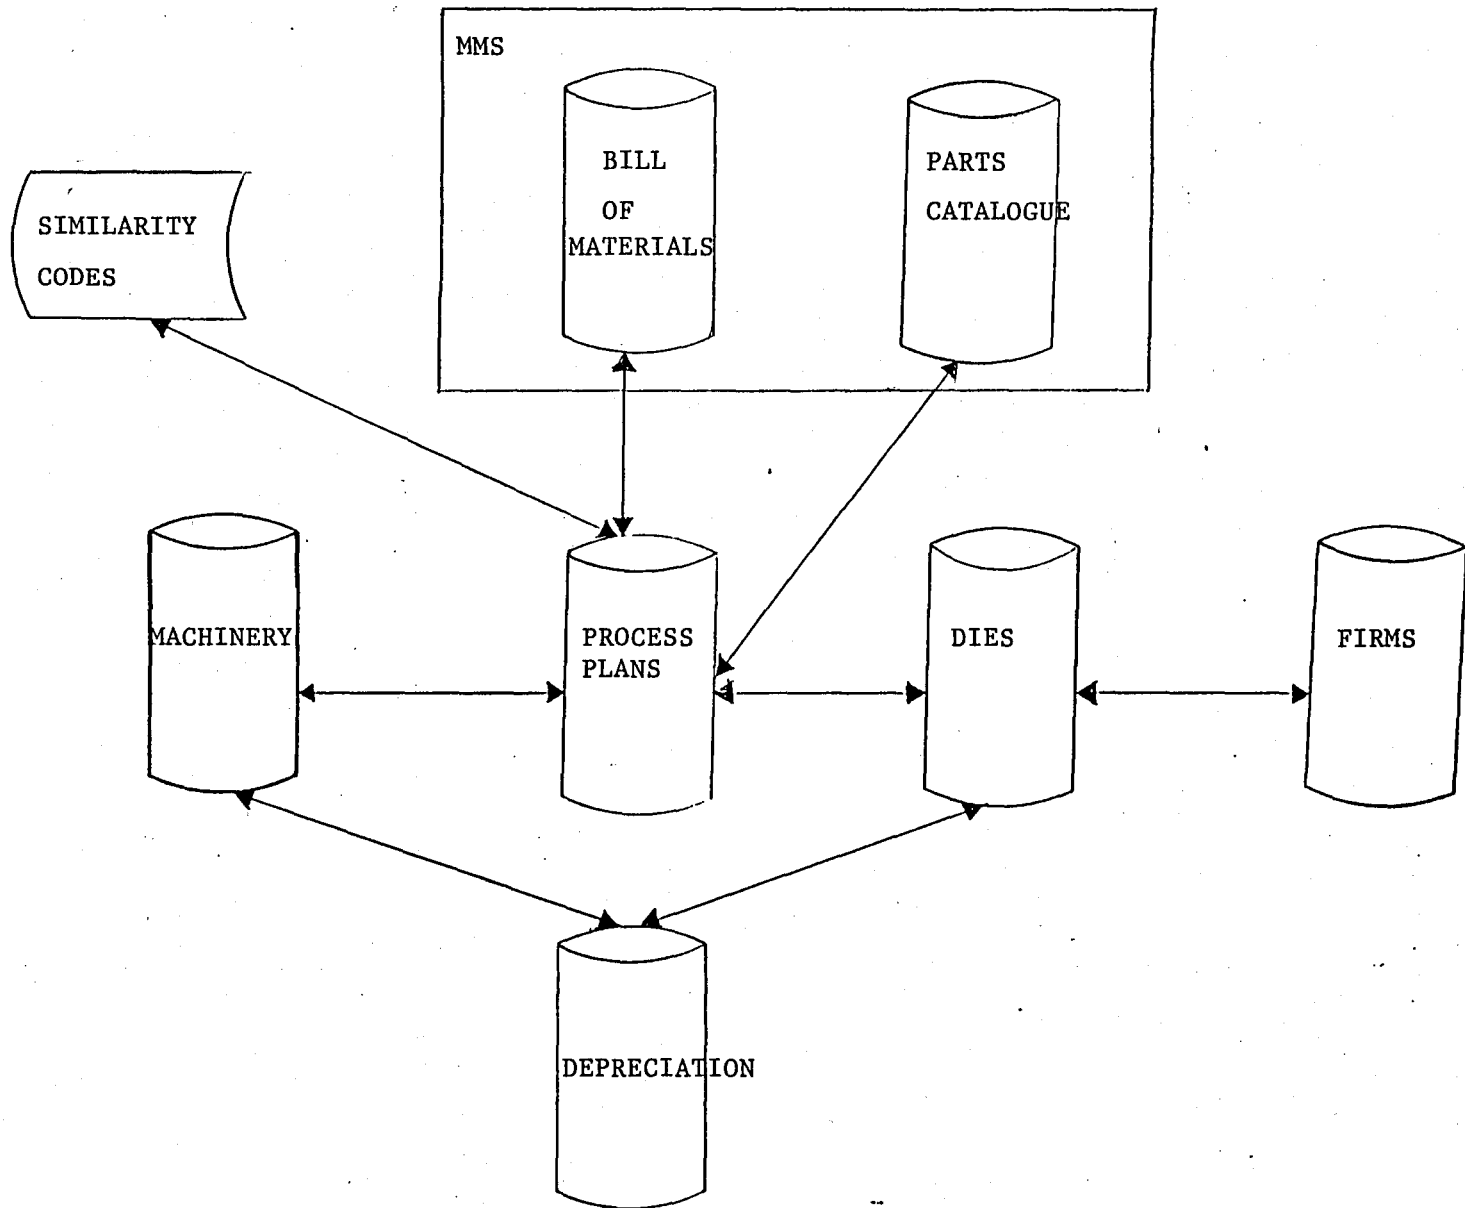 MMS
BILL
OF
MATERIALS
PARTS
CATALOGUE
SIMILARITY
CODES
MACHINERY
PROCESS
PLANS
DIES
FIRMS
DEPRECIATION